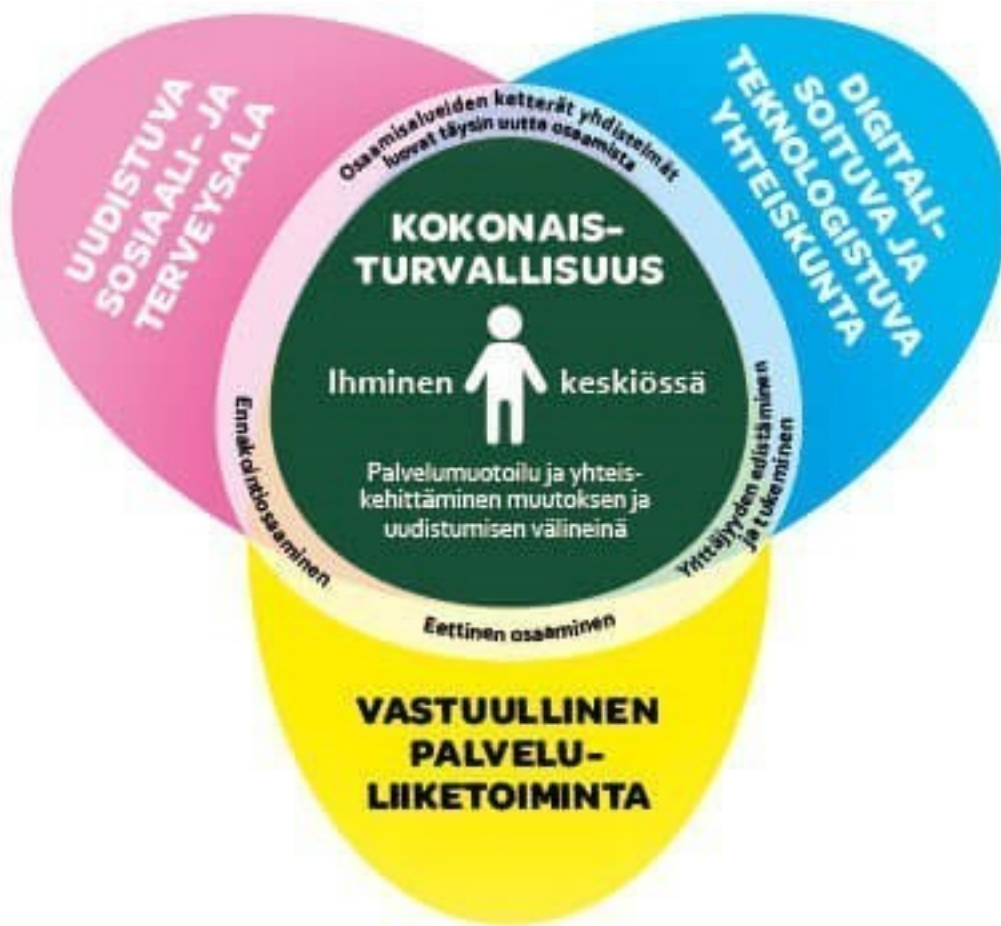 UUDISTUVA
SOSIAALI- JA
TERVEYSALA
DIGITALI-
SOITUVA JA
TEKNOLOGISTUVA
YHTEISKUNTA
Osaamisalueiden ketterät yhdistelmät
luovat täysin uutta osaamista
KOKONAIS-
TURVALLISUUS
Ihminen keskiössä
Palvelumuotoilu ja yhteis-
kehittäminen muutoksen ja
uudistumisen välineinä
Ennakointiosaaminen
Yrittäjyyden edistäminen
ja tukeminen
Eettinen osaaminen
VASTUULLINEN
PALVELU-
LIIKETOIMINTA